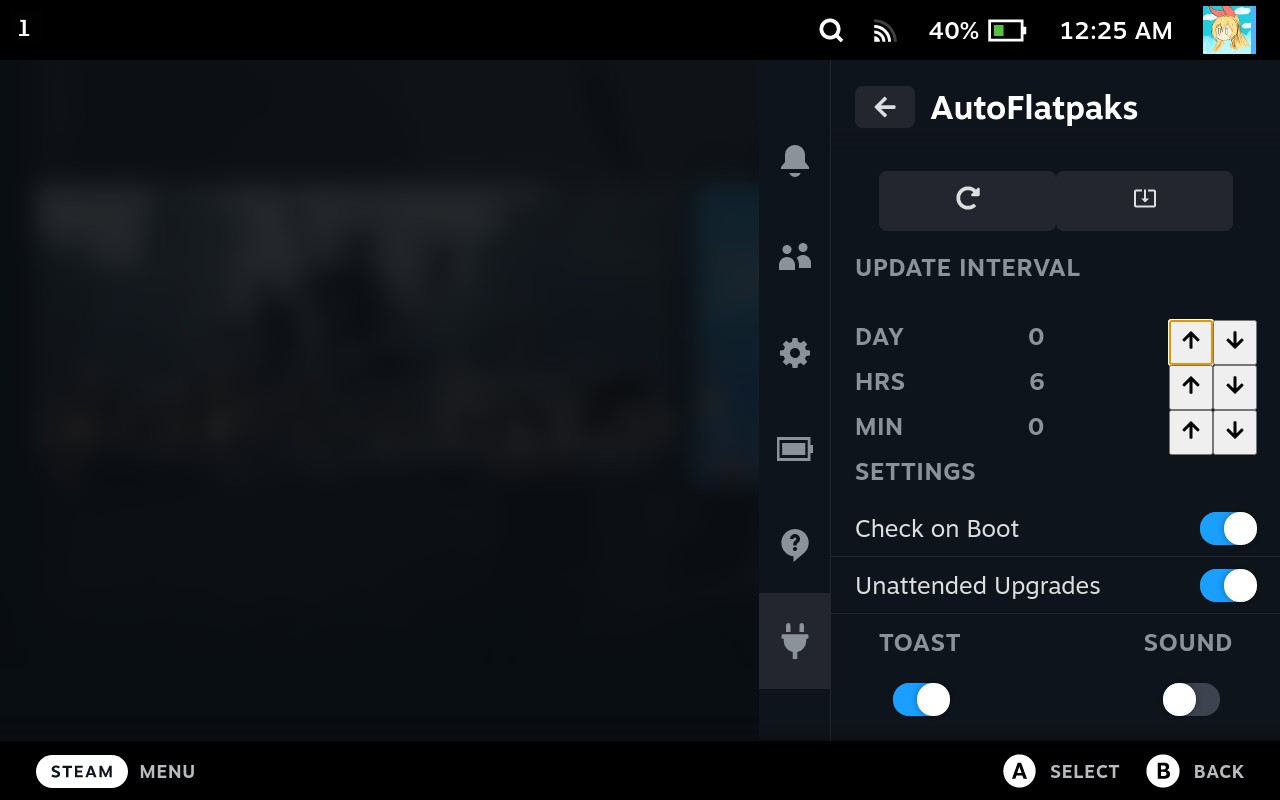 1
40% 12:25 AM
AutoFlatpaks
UPDATE INTERVAL
DAY 0
HRS 6
MIN 0
SETTINGS
Check on Boot
Unattended Upgrades
TOAST SOUND
STEAM MENU A SELECT B BACK